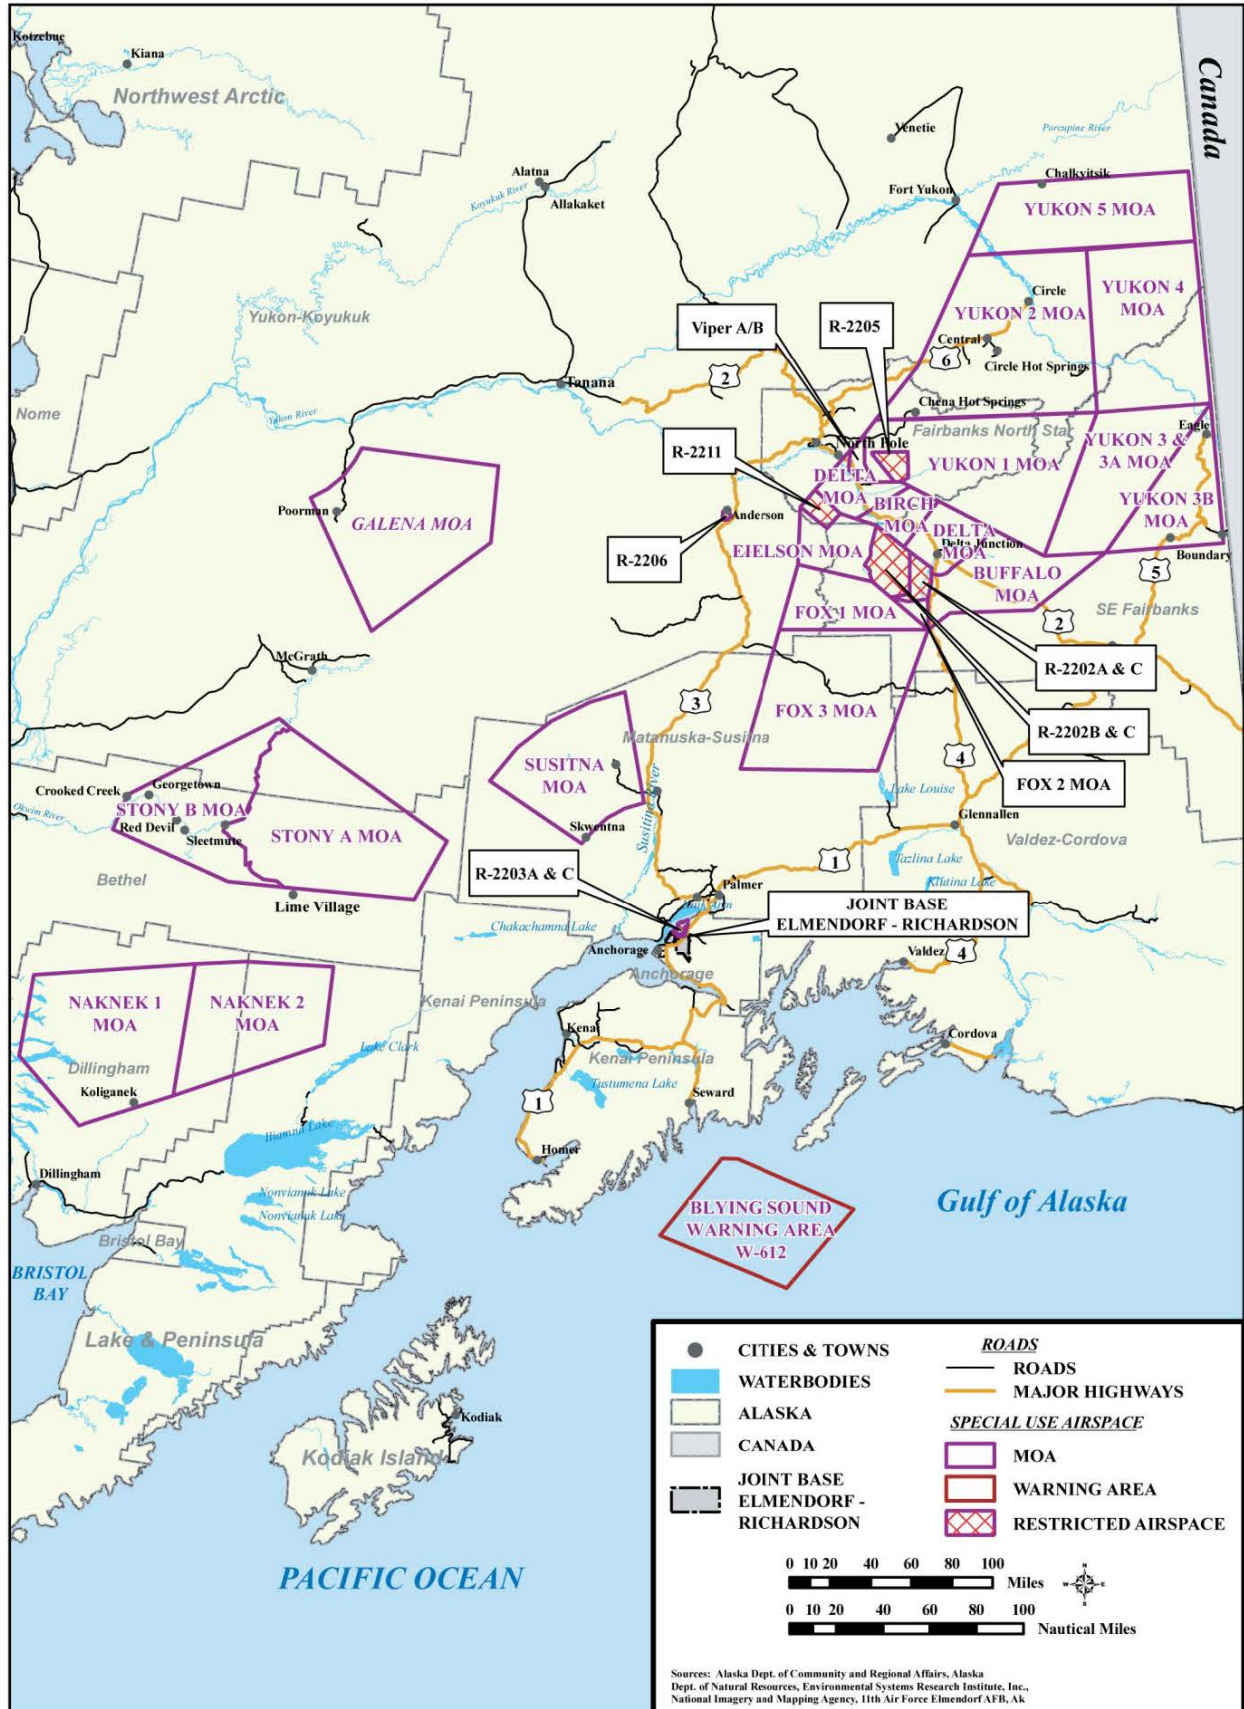 Kotzebue
Kiana
Northwest Arctic
Canada
Venetie
Porcupine River
Alatna
Koyukuk River
Allakaket
Fort Yukon
Chalkyitsik
YUKON 5 MOA
Yukon-Koyukuk
Viper A/B
R-2205
Circle
YUKON 2 MOA
YUKON 4
MOA
Central
Circle Hot Springs
6
2
Tanana
Nome
Yukon River
Chena Hot Springs
Fairbanks North Star
Eagle
R-2211
North Pole
YUKON 1 MOA
YUKON 3 &
3A MOA
DELTA
MOA
BIRCH
MOA
YUKON 3B
MOA
Poorman
GALENA MOA
Anderson
R-2206
EIELSON MOA
DELTA
MOA
Delta Junction
BUFFALO
MOA
Boundary
5
SE Fairbanks
FOX 1 MOA
2
McGrath
R-2202A & C
3
FOX 3 MOA
R-2202B & C
Matanuska-Susitna
4
FOX 2 MOA
SUSITNA
MOA
Crooked Creek
Georgetown
STONY B MOA
Okwim River
Red Devil
Sleetmute
STONY A MOA
Skwentna
Susitina River
Lake Louise
Glennallen
Valdez-Cordova
1
Tazlina Lake
Klutina Lake
Bethel
Lime Village
R-2203A & C
Palmer
JOINT BASE
ELMENDORF - RICHARDSON
Chakachamna Lake
Anchorage
Anchorage
Valdez
4
NAKNEK 1
MOA
NAKNEK 2
MOA
Kenai Peninsula
Kenai
Kenai Peninsula
Cordova
Lake Clark
Dillingham
Koliganek
Tustumena Lake
Seward
1
Iliamna Lake
Homer
Dillingham
Nonvianuk Lake
Nonvianuk Lake
BLYING SOUND
WARNING AREA
W-612
Gulf of Alaska
Bristol Bay
BRISTOL
BAY
Lake & Peninsula
Kodiak
Kodiak Island
PACIFIC OCEAN
CITIES & TOWNS
WATERBODIES
ALASKA
CANADA
JOINT BASE
ELMENDORF -
RICHARDSON
ROADS
ROADS
MAJOR HIGHWAYS
SPECIAL USE AIRSPACE
MOA
WARNING AREA
RESTRICTED AIRSPACE
0 10 20 40 60 80 100
Miles
N
W E
S
0 10 20 40 60 80 100
Nautical Miles
Sources: Alaska Dept. of Community and Regional Affairs, Alaska
Dept. of Natural Resources, Environmental Systems Research Institute, Inc.,
National Imagery and Mapping Agency, 11th Air Force Elmendorf AFB, Ak